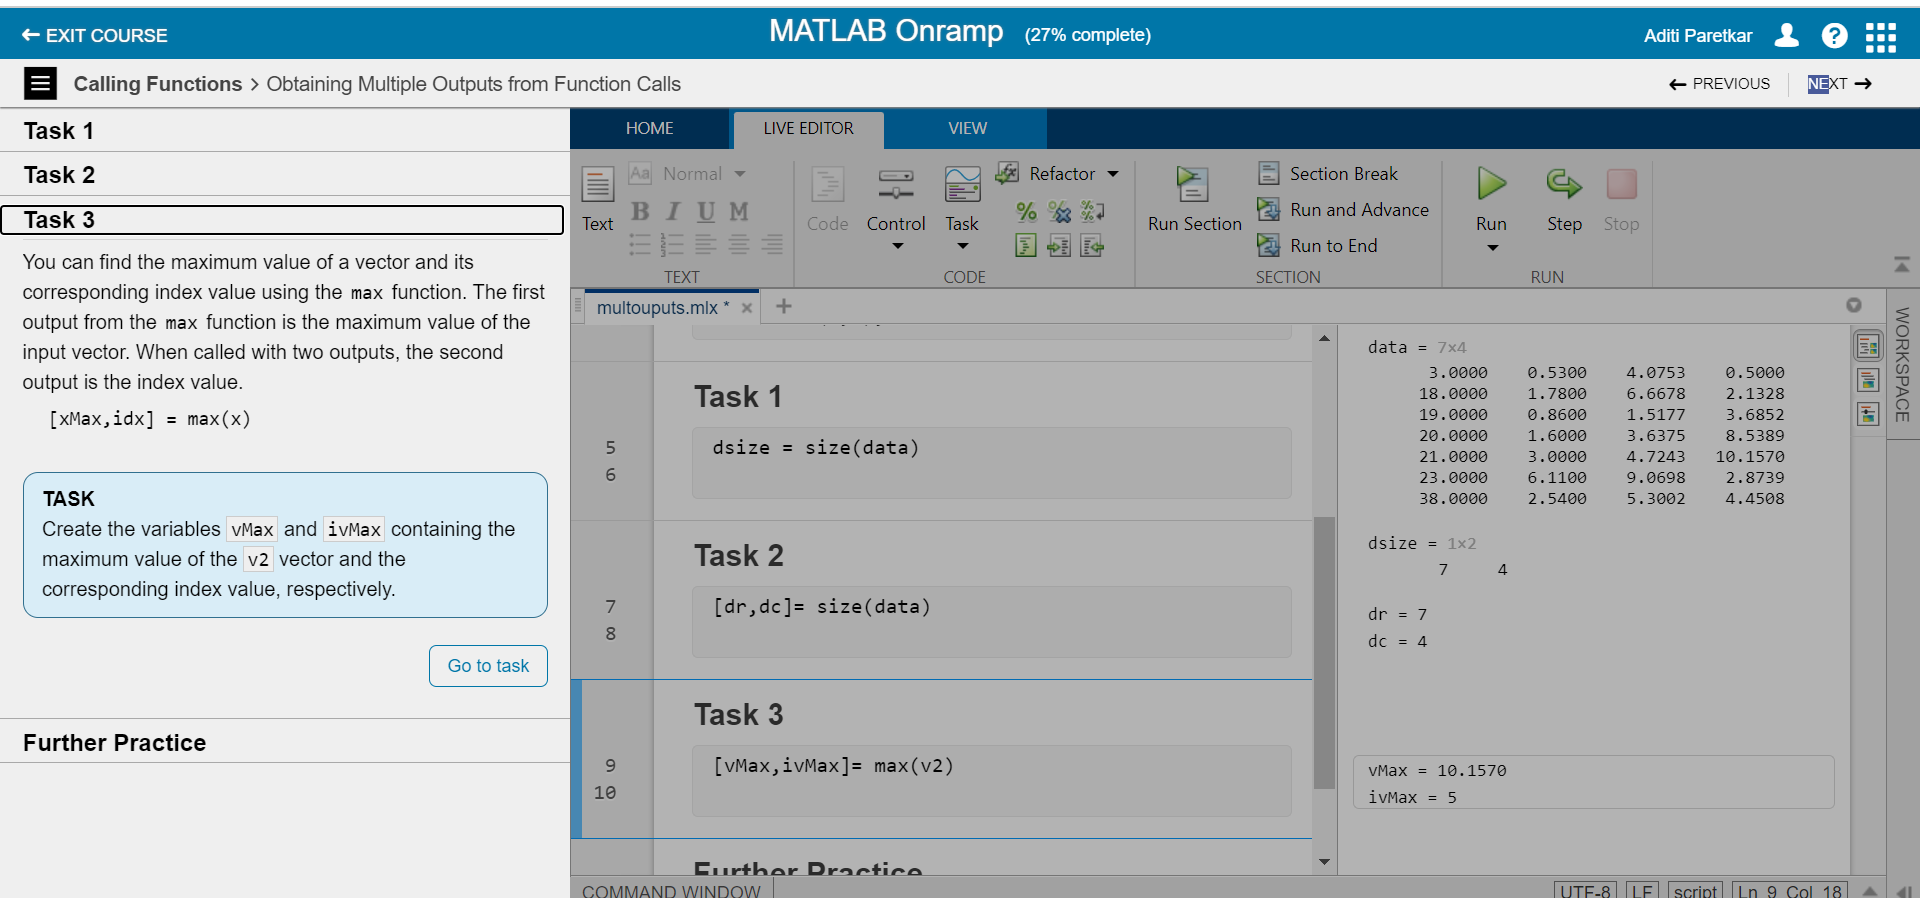 ← EXIT COURSE
MATLAB Onramp (27% complete)
Aditi Paretkar
?
Calling Functions > Obtaining Multiple Outputs from Function Calls
← PREVIOUS
NEXT →
Task 1
Task 2
Task 3
You can find the maximum value of a vector and its
corresponding index value using the max function. The first
output from the max function is the maximum value of the
input vector. When called with two outputs, the second
output is the index value.
[xMax,idx] = max(x)
TASK
Create the variables vMax and ivMax containing the
maximum value of the v2 vector and the
corresponding index value, respectively.
Go to task
Further Practice
HOME
LIVE EDITOR
VIEW
Text
Aa Normal
B I U M
TEXT
Code
Control
Task
Refactor
CODE
Run Section
Section Break
Run and Advance
Run to End
SECTION
Run
Step
Stop
RUN
multouputs.mlx * × +
Task 1
5 dsize = size(data)
6
Task 2
7 [dr,dc]= size(data)
8
Task 3
9 [vMax,ivMax]= max(v2)
10
Further Practice
data = 7×4
3.0000 0.5300 4.0753 0.5000
18.0000 1.7800 6.6678 2.1328
19.0000 0.8600 1.5177 3.6852
20.0000 1.6000 3.6375 8.5389
21.0000 3.0000 4.7243 10.1570
23.0000 6.1100 9.0698 2.8739
38.0000 2.5400 5.3002 4.4508
dsize = 1×2
7 4
dr = 7
dc = 4
vMax = 10.1570
ivMax = 5
WORKSPACE
COMMAND WINDOW
UTF-8
LF
script
Ln 9 Col 18